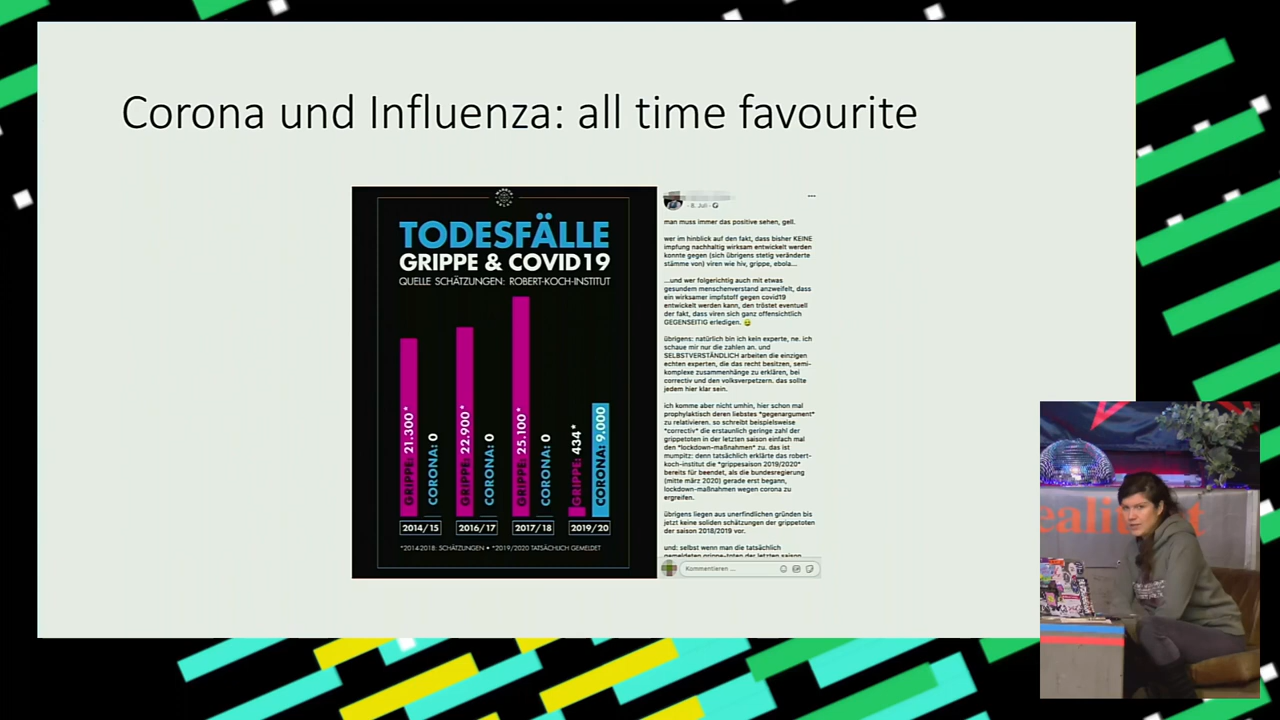 Corona und Influenza: all time favourite
TODESFÄLLE
GRIPPE & COVID19
QUELLE SCHÄTZUNGEN: ROBERT-KOCH-INSTITUT
GRIPPE: 21.300*
CORONA: 0
GRIPPE: 22.900*
CORONA: 0
GRIPPE: 25.100*
CORONA: 0
GRIPPE: 434*
CORONA: 9.000
2014/15
2016/17
2017/18
2019/20
*2014-2018: SCHÄTZUNGEN • *2019/2020 TATSÄCHLICH GEMELDET
8. Juli
man muss immer das positive sehen, gell.
wer im hinblick auf den fakt, dass bisher KEINE
impfung nachhaltig wirksam entwickelt werden
konnte gegen (sich übrigens stetig veränderte
stämme von) viren wie hiv, grippe, ebola...
...und wer folgerichtig auch mit etwas
gesundem menschenverstand anzweifelt, dass
ein wirksamer impfstoff gegen covid19
entwickelt werden kann, den tröstet eventuell
der fakt, dass viren sich ganz offensichtlich
GEGENSEITIG erledigen. 😅
übrigens: natürlich bin ich kein experte, ne. ich
schaue mir nur die zahlen an. und
SELBSTVERSTÄNDLICH arbeiten die einzigen
echten experten, die das recht besitzen, semi-
komplexe zusammenhänge zu erklären, bei
correctiv und den volksverpetzern. das sollte
jedem hier klar sein.
ich komme aber nicht umhin, hier schon mal
prophylaktisch deren liebstes *gegenargument*
zu relativieren. so schreibt beispielsweise
*correctiv* die erstaunlich geringe zahl der
grippetoten in der letzten saison einfach mal
den *lockdown-maßnahmen* zu. das ist
mumpitz: denn tatsächlich erklärte das robert-
koch-institut die *grippesaison 2019/2020*
bereits für beendet, als die bundesregierung
(mitte märz 2020) gerade erst begann,
lockdown-maßnahmen wegen corona zu
ergreifen.
übrigens liegen aus unerfindlichen gründen bis
jetzt keine soliden schätzungen der grippetoten
der saison 2018/2019 vor.
und: selbst wenn man die tatsächlich
gemeldeten grippe-toten der letzten saison
Kommentieren ...